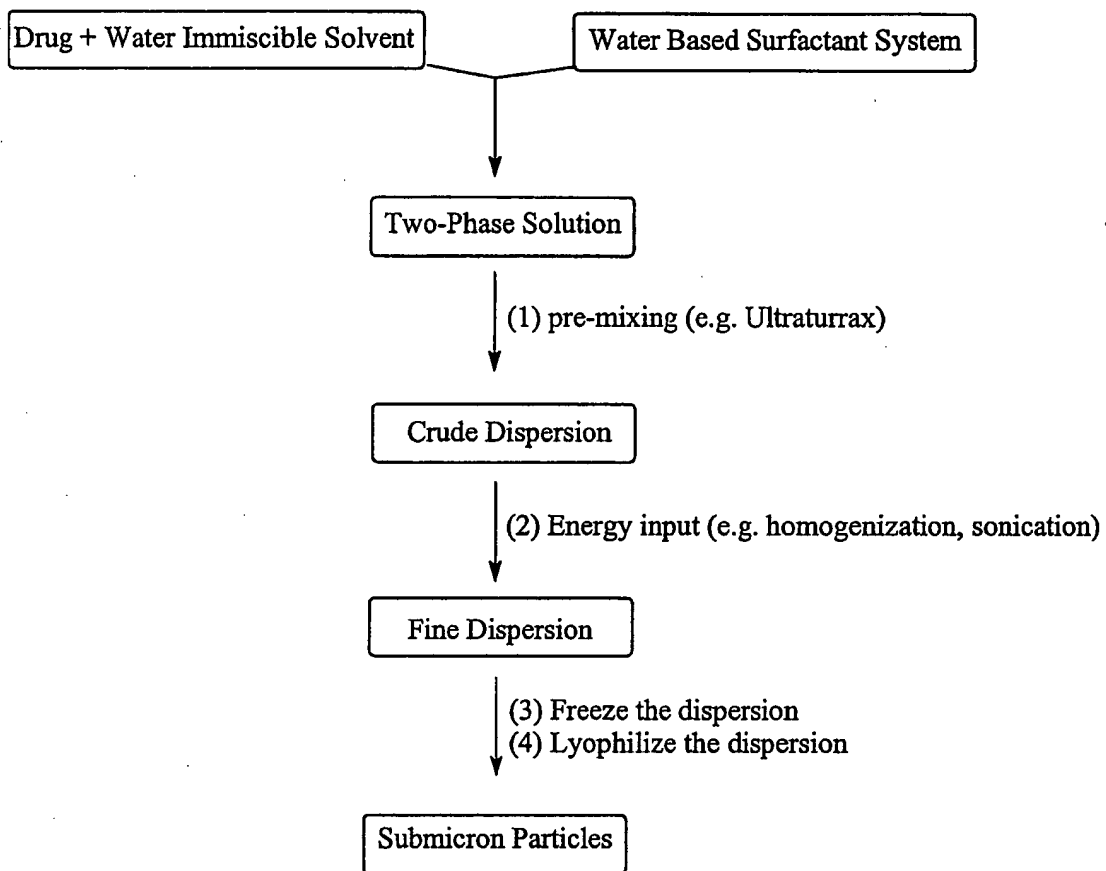 Drug + Water Immiscible Solvent
Water Based Surfactant System
Two-Phase Solution
(1) pre-mixing (e.g. Ultraturrax)
Crude Dispersion
(2) Energy input (e.g. homogenization, sonication)
Fine Dispersion
(3) Freeze the dispersion
(4) Lyophilize the dispersion
Submicron Particles